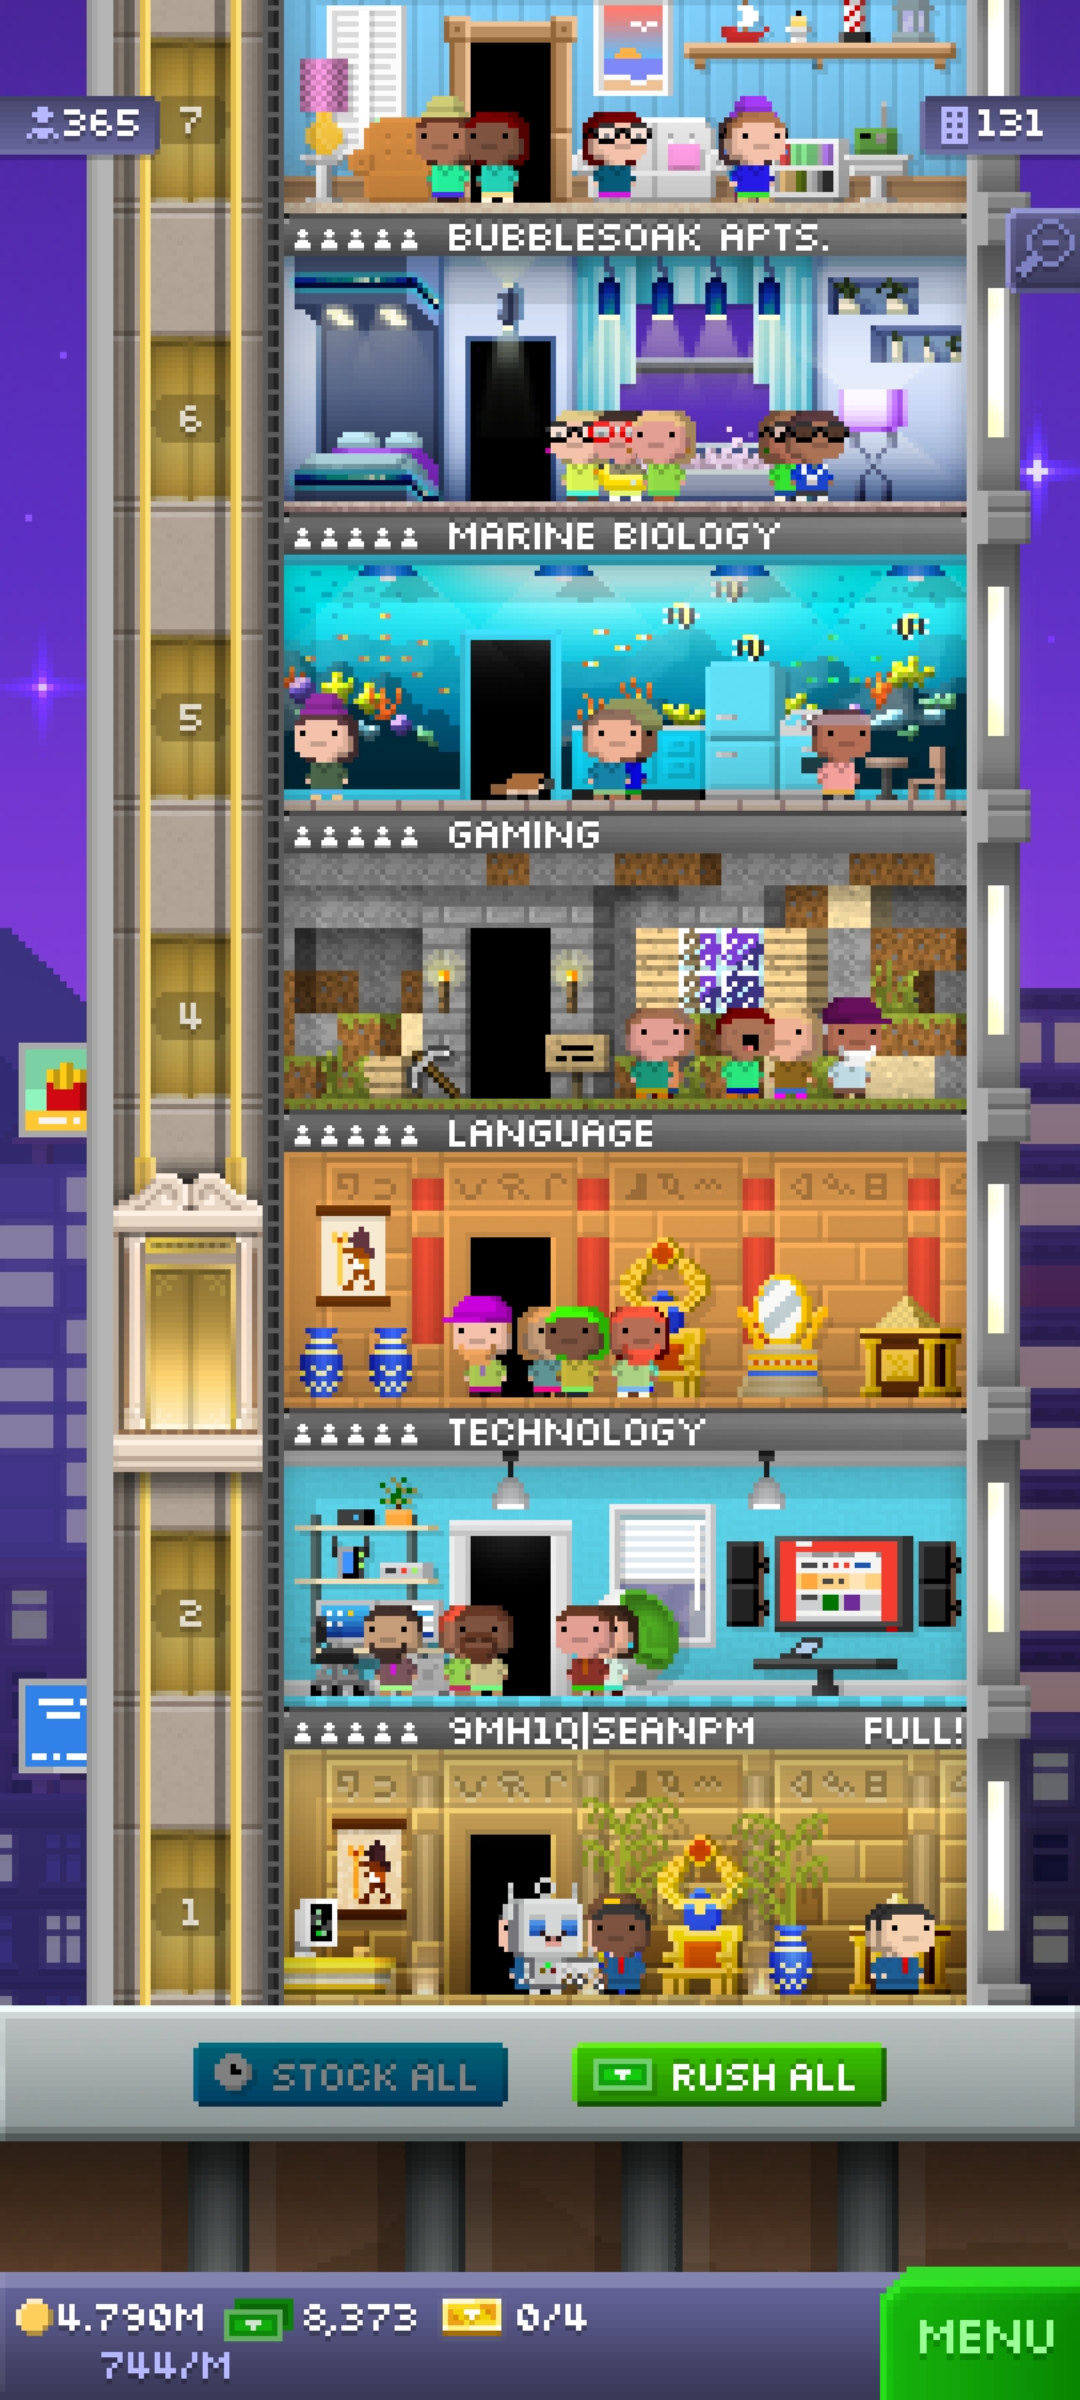 365
7
131
BUBBLESOAK APTS.
6
MARINE BIOLOGY
5
GAMING
4
LANGUAGE
TECHNOLOGY
2
9MH1Q|SEANPM FULL!
1
STOCK ALL
RUSH ALL
4.790M 8,373 0/4
744/M
MENU